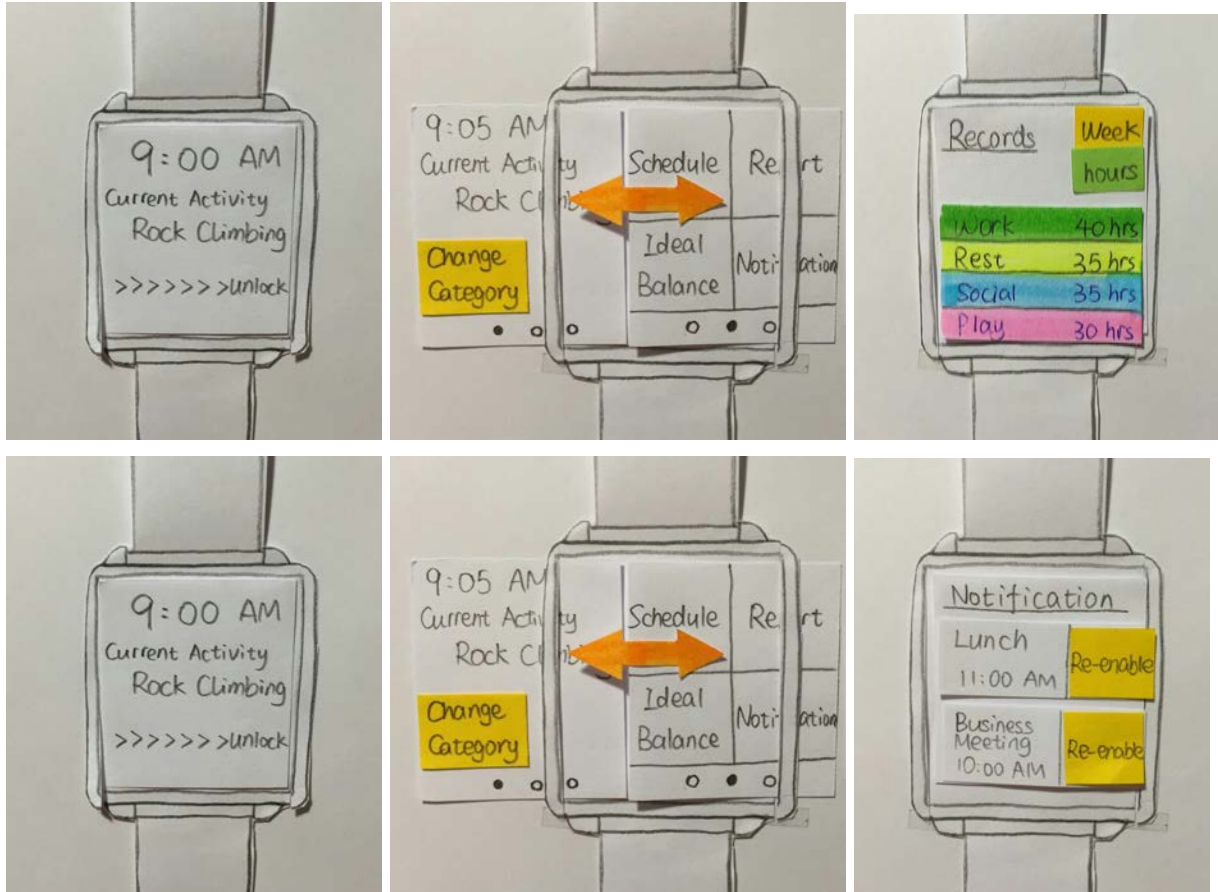 9:00 AM
Current Activity
Rock Climbing
>>>>>>>Unlock
9:05 AM
Current Activity
Rock Climb
Change
Category
Schedule
Re rt
Ideal
Balance
Noti ation
Records
Week
hours
Work 40 hrs
Rest 35 hrs
Social 35 hrs
Play 30 hrs
9:00 AM
Current Activity
Rock Climbing
>>>>>>>Unlock
9:05 AM
Current Activity
Rock Climb
Change
Category
Schedule
Re rt
Ideal
Balance
Noti ation
Notification
Lunch
11:00 AM
Re-enable
Business
Meeting
10:00 AM
Re-enable